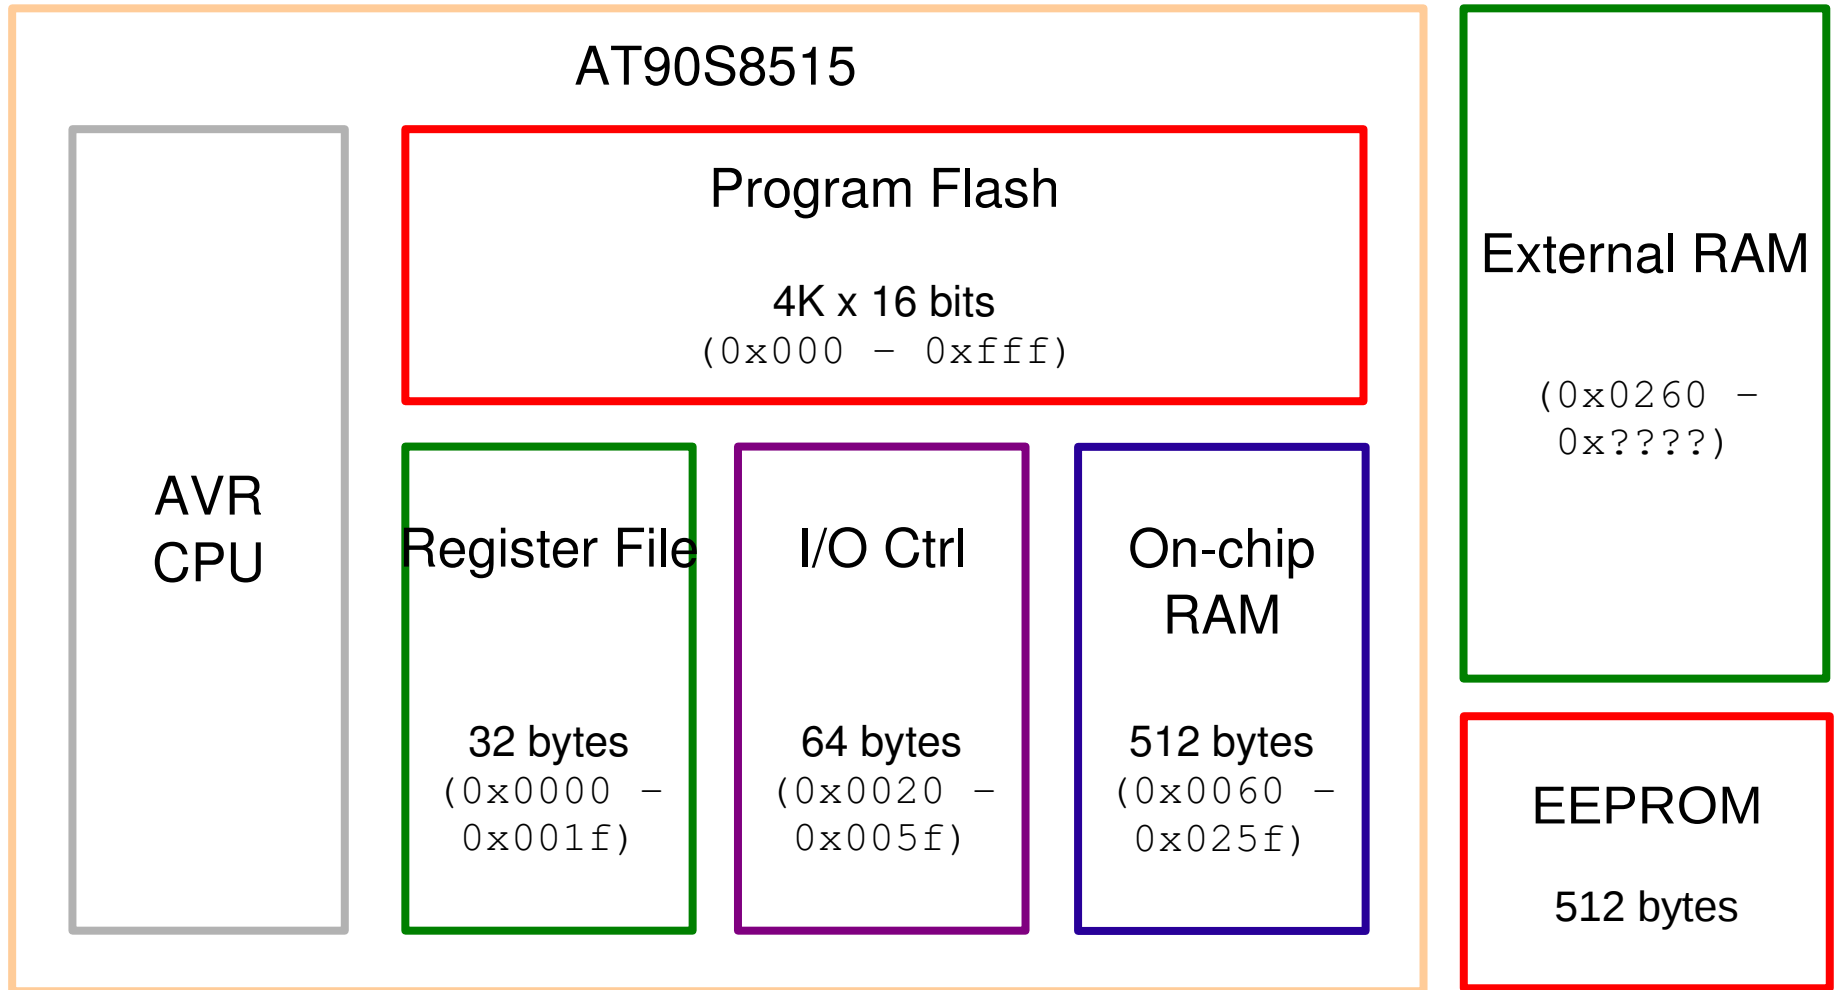 AT90S8515
Program Flash
4K x 16 bits
(0x000 – 0xfff)
AVR
CPU
Register File
32 bytes
(0x0000 –
0x001f)
I/O Ctrl
64 bytes
(0x0020 –
0x005f)
On-chip
RAM
512 bytes
(0x0060 –
0x025f)
External RAM
(0x0260 –
0x????)
EEPROM
512 bytes